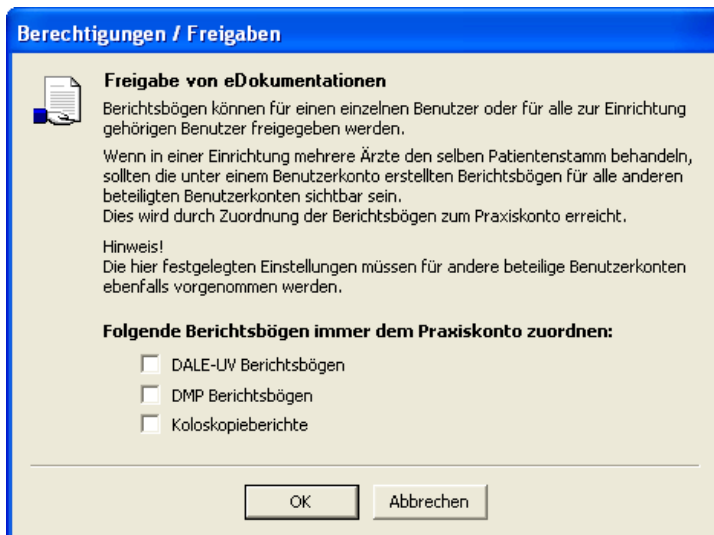 Berechtigungen / Freigaben
Freigabe von eDokumentationen
Berichtsbögen können für einen einzelnen Benutzer oder für alle zur Einrichtung
gehörigen Benutzer freigegeben werden.
Wenn in einer Einrichtung mehrere Ärzte den selben Patientenstamm behandeln,
sollten die unter einem Benutzerkonto erstellten Berichtsbögen für alle anderen
beteiligten Benutzerkonten sichtbar sein.
Dies wird durch Zuordnung der Berichtsbögen zum Praxiskonto erreicht.
Hinweis!
Die hier festgelegten Einstellungen müssen für andere beteilige Benutzerkonten
ebenfalls vorgenommen werden.
Folgende Berichtsbögen immer dem Praxiskonto zuordnen:
DALE-UV Berichtsbögen
DMP Berichtsbögen
Koloskopieberichte
OK Abbrechen